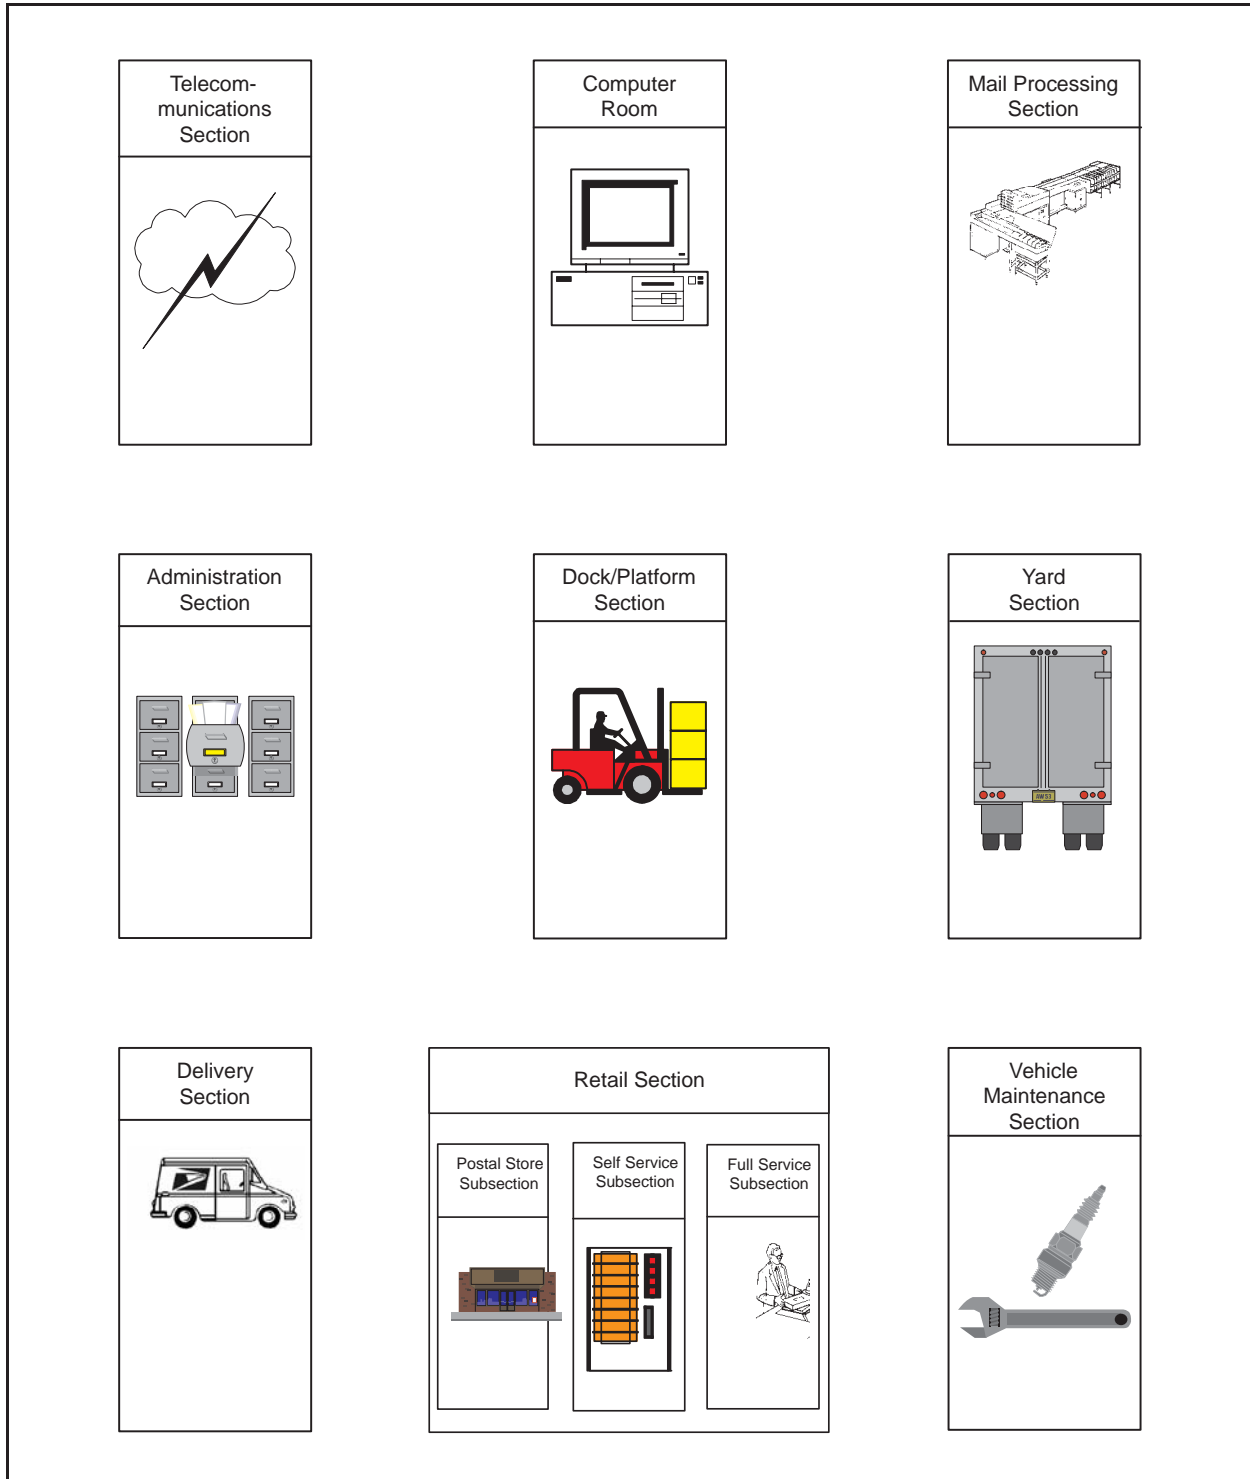 Telecom-
munications
Section
Computer
Room
Mail Processing
Section
Administration
Section
Dock/Platform
Section
Yard
Section
Delivery
Section
Retail Section
Postal Store
Subsection
Self Service
Subsection
Full Service
Subsection
Vehicle
Maintenance
Section